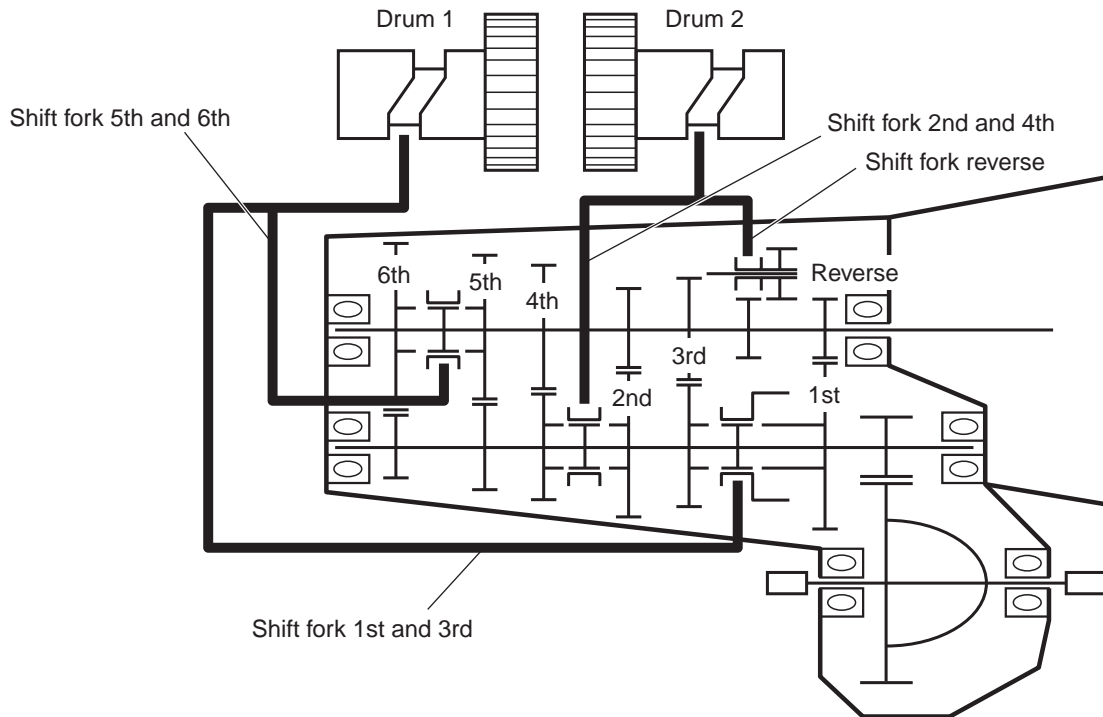 Drum 1
Drum 2
Shift fork 5th and 6th
Shift fork 2nd and 4th
Shift fork reverse
6th
5th
4th
Reverse
3rd
2nd
1st
Shift fork 1st and 3rd